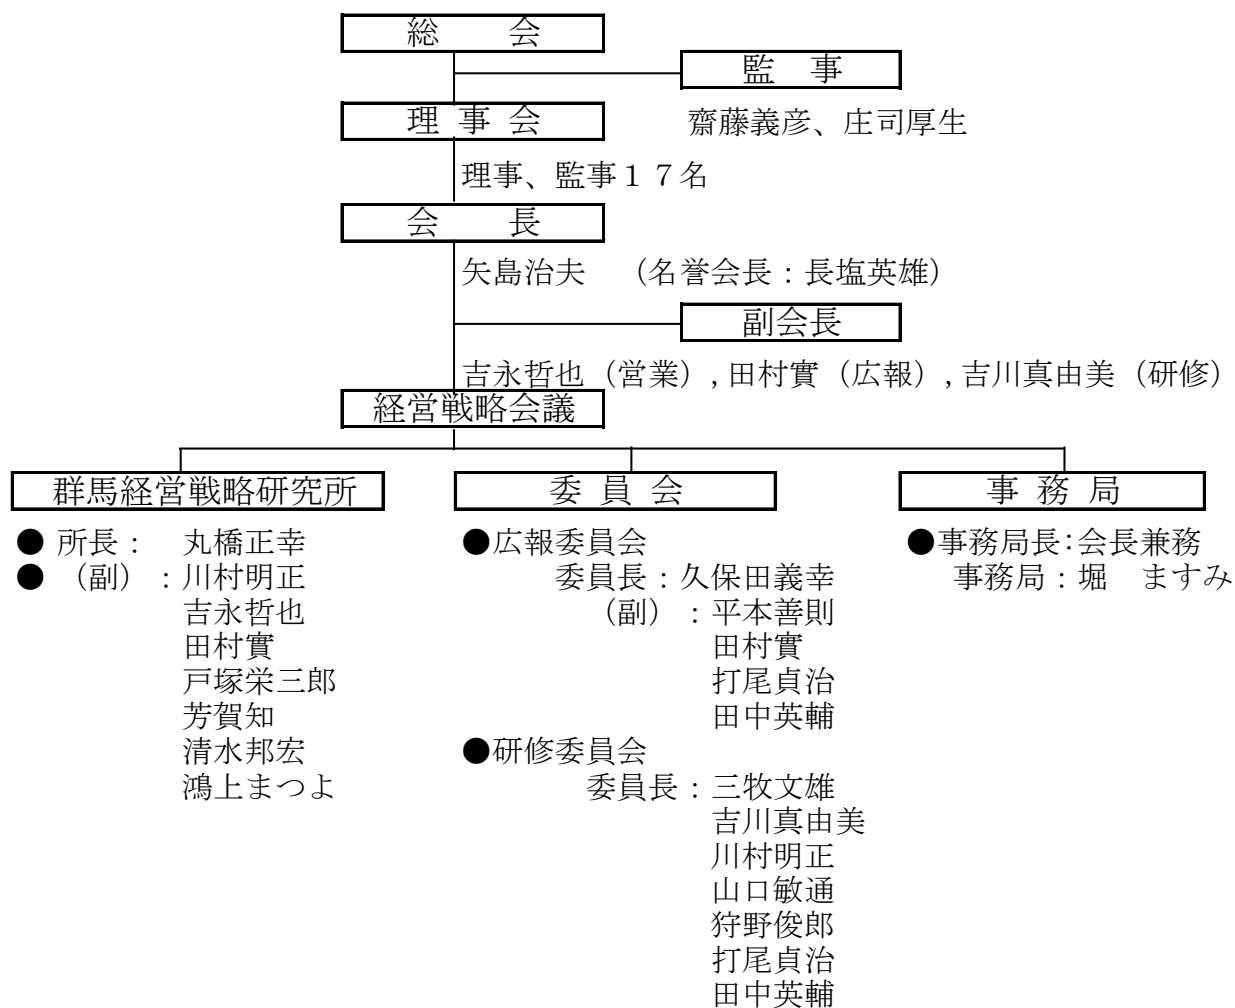 総　　会
監　事
理 事 会
齋藤義彦、庄司厚生
理事、監事１７名
会　　長
矢島治夫　（名誉会長：長塩英雄）
副会長
吉永哲也（営業）,田村實（広報）,吉川真由美（研修）
経営戦略会議
群馬経営戦略研究所
● 所長：　丸橋正幸
● （副）：川村明正
吉永哲也
田村實
戸塚栄三郎
芳賀知
清水邦宏
鴻上まつよ
委 員 会
●広報委員会
委員長：久保田義幸
（副）：平本善則
田村實
打尾貞治
田中英輔
●研修委員会
委員長：三牧文雄
吉川真由美
川村明正
山口敏通
狩野俊郎
打尾貞治
田中英輔
事 務 局
●事務局長：会長兼務
事務局：堀　ますみ